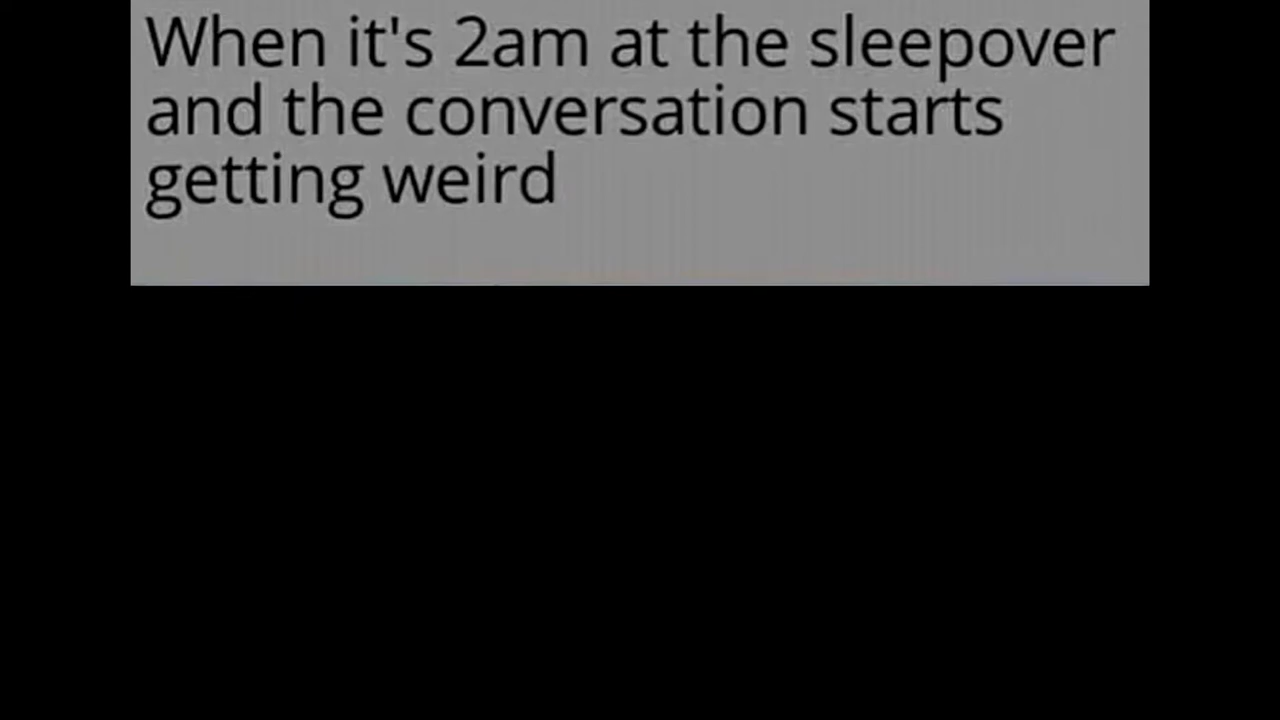 When it's 2am at the sleepover
and the conversation starts
getting weird